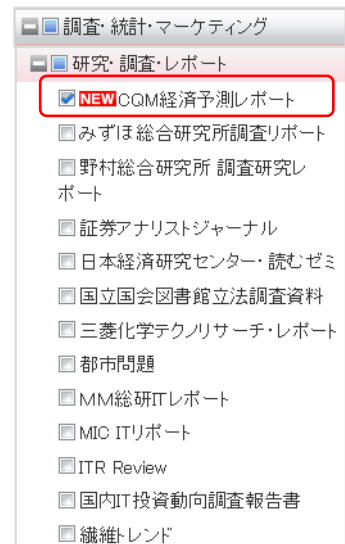 調査・統計・マーケティング
研究・調査・レポート
NEW CQM経済予測レポート
みずほ総合研究所調査リポート
野村総合研究所 調査研究レ
ポート
証券アナリストジャーナル
日本経済研究センター・読むゼミ
国立国会図書館立法調査資料
三菱化学テクノリサーチ・レポート
都市問題
MM総研ITレポート
MIC ITリポート
ITR Review
国内IT投資動向調査報告書
繊維トレンド